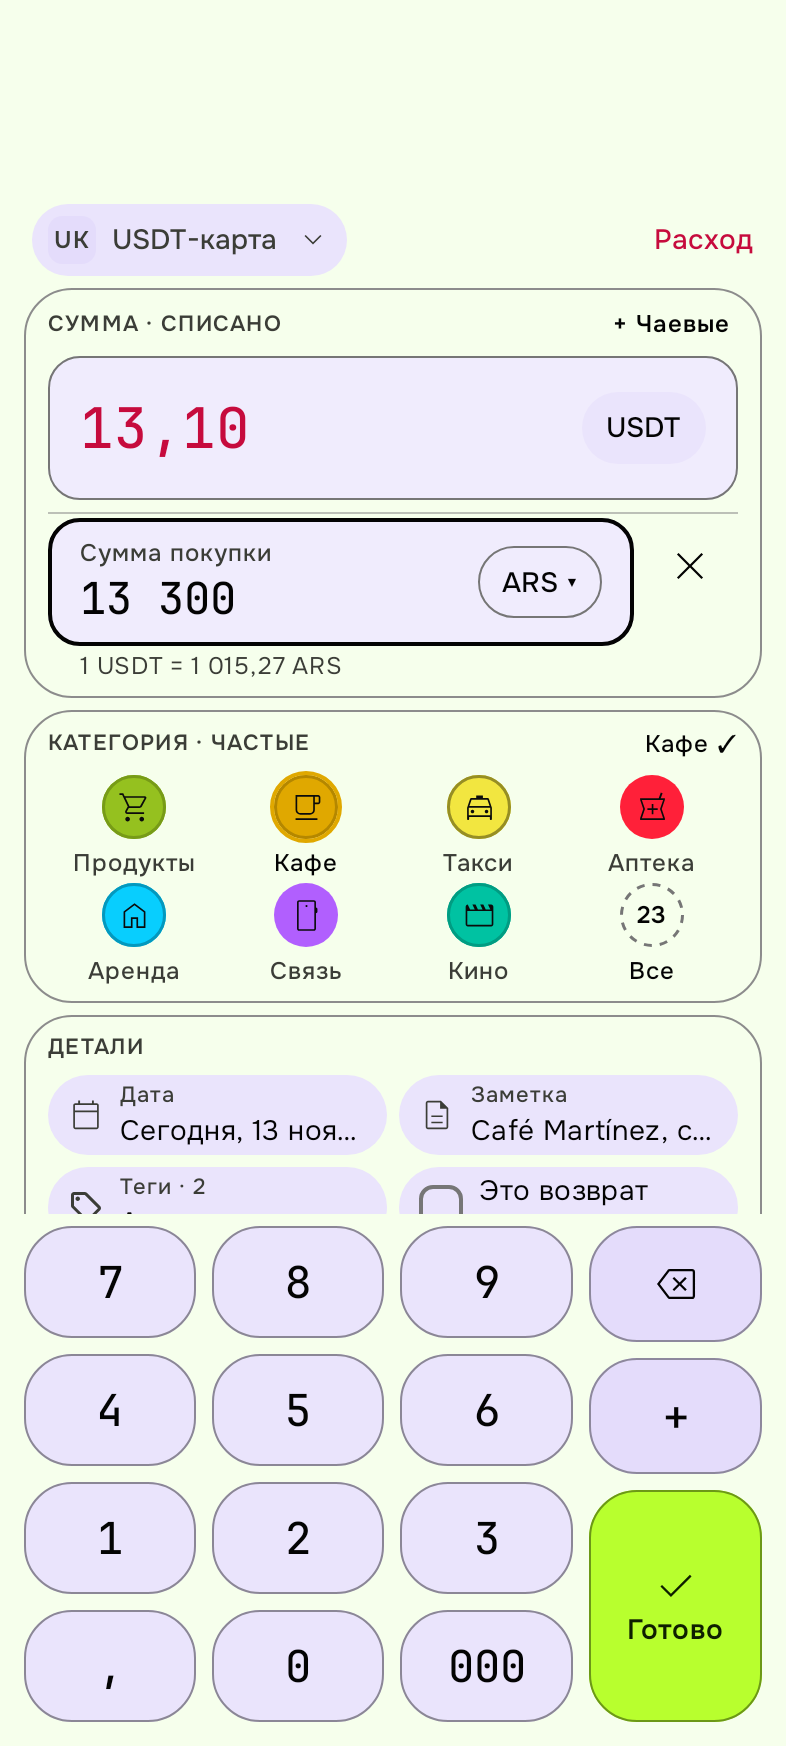 UK USDT-карта Расход
СУММА · СПИСАНО + Чаевые
13,10 USDT
Сумма покупки
13 300 ARS ▾
1 USDT = 1 015,27 ARS
КАТЕГОРИЯ · ЧАСТЫЕ Кафе ✓
Продукты Кафе Такси Аптека
23
Аренда Связь Кино Все
ДЕТАЛИ
Дата Заметка
Сегодня, 13 ноя... Café Martínez, с...
Теги · 2 Это возврат
7 8 9
4 5 6 +
1 2 3
Готово
, 0 000